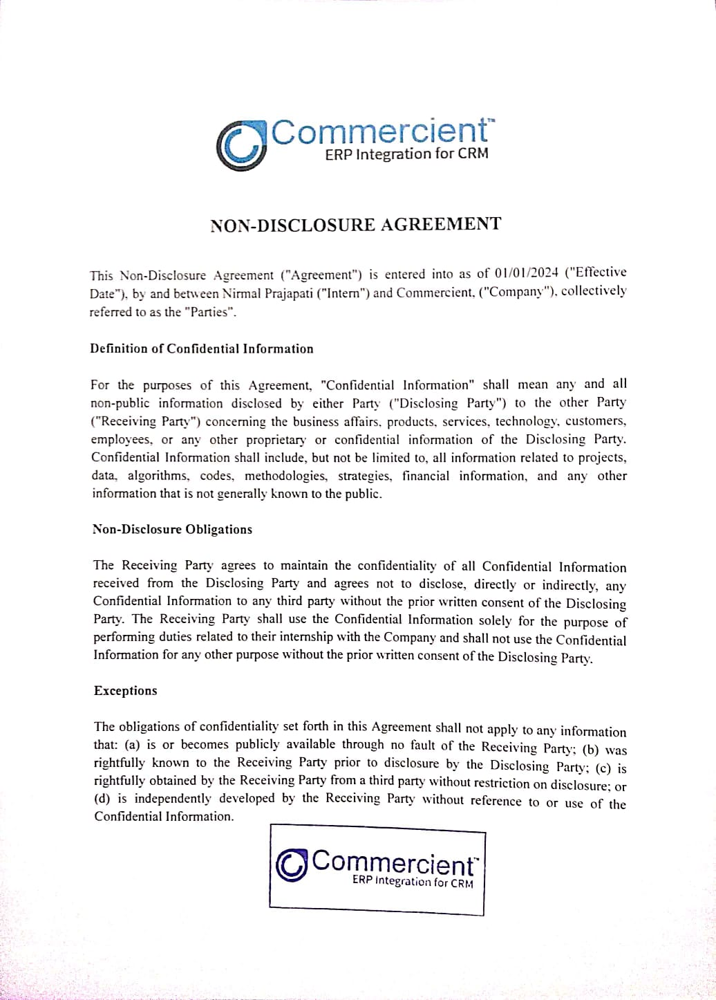 Commercient™
ERP Integration for CRM
NON-DISCLOSURE AGREEMENT
This Non-Disclosure Agreement ("Agreement") is entered into as of 01/01/2024 ("Effective
Date"), by and between Nirmal Prajapati ("Intern") and Commercient, ("Company"), collectively
referred to as the "Parties".
Definition of Confidential Information
For the purposes of this Agreement, "Confidential Information" shall mean any and all
non-public information disclosed by either Party ("Disclosing Party") to the other Party
("Receiving Party") concerning the business affairs, products, services, technology, customers,
employees, or any other proprietary or confidential information of the Disclosing Party.
Confidential Information shall include, but not be limited to, all information related to projects,
data, algorithms, codes, methodologies, strategies, financial information, and any other
information that is not generally known to the public.
Non-Disclosure Obligations
The Receiving Party agrees to maintain the confidentiality of all Confidential Information
received from the Disclosing Party and agrees not to disclose, directly or indirectly, any
Confidential Information to any third party without the prior written consent of the Disclosing
Party. The Receiving Party shall use the Confidential Information solely for the purpose of
performing duties related to their internship with the Company and shall not use the Confidential
Information for any other purpose without the prior written consent of the Disclosing Party.
Exceptions
The obligations of confidentiality set forth in this Agreement shall not apply to any information
that: (a) is or becomes publicly available through no fault of the Receiving Party; (b) was
rightfully known to the Receiving Party prior to disclosure by the Disclosing Party; (c) is
rightfully obtained by the Receiving Party from a third party without restriction on disclosure; or
(d) is independently developed by the Receiving Party without reference to or use of the
Confidential Information.
Commercient™
ERP Integration for CRM